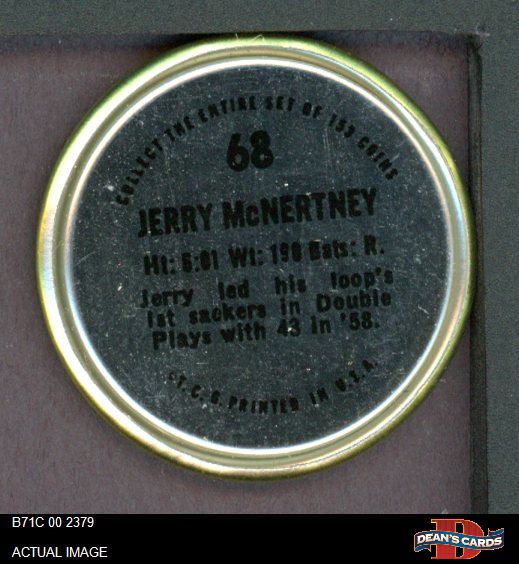 COLLECT THE ENTIRE SET OF 153 COINS
68
JERRY McNERTNEY
Ht: 6:01 Wt: 190 Bats: R.
Jerry led his loop's
1st sackers in Double
Plays with 43 in '58.
©T.C.G. PRINTED IN U.S.A.
B71C 00 2379
ACTUAL IMAGE
D
DEAN'S CARDS